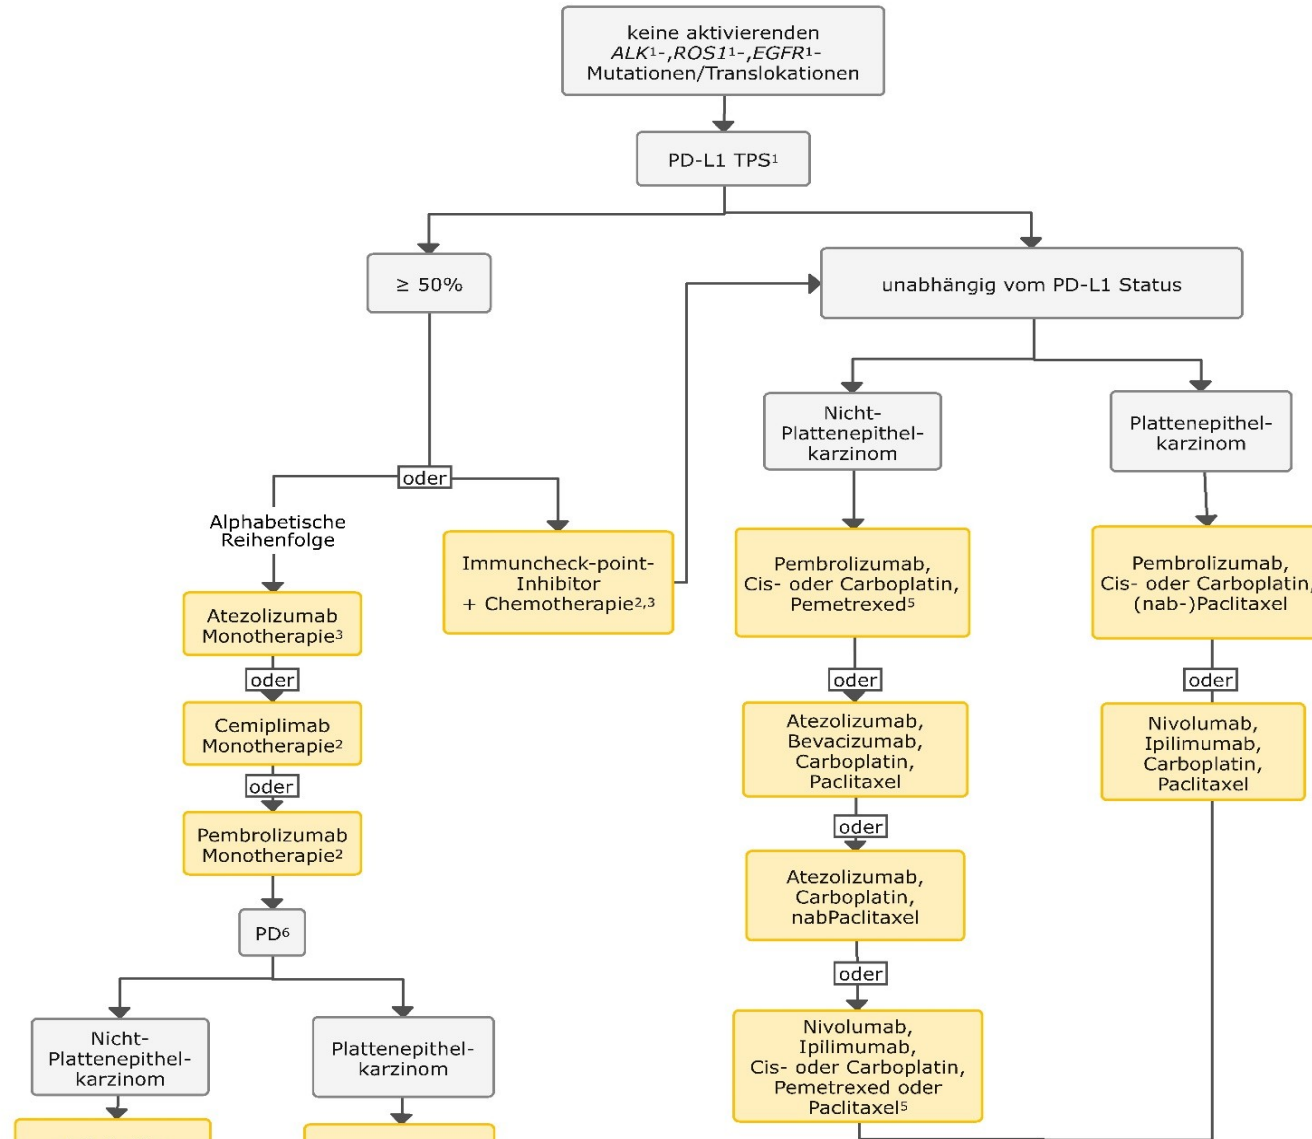 keine aktivierenden
ALK¹-,ROS1¹-,EGFR¹-
Mutationen/Translokationen
PD-L1 TPS¹
≥ 50%
unabhängig vom PD-L1 Status
oder
Alphabetische
Reihenfolge
Atezolizumab
Monotherapie³
oder
Cemiplimab
Monotherapie²
oder
Pembrolizumab
Monotherapie²
PD⁶
Nicht-
Plattenepithel-
karzinom
Plattenepithel-
karzinom
Immuncheck-point-
Inhibitor
+ Chemotherapie²,³
Nicht-
Plattenepithel-
karzinom
Pembrolizumab,
Cis- oder Carboplatin,
Pemetrexed⁵
oder
Atezolizumab,
Bevacizumab,
Carboplatin,
Paclitaxel
oder
Atezolizumab,
Carboplatin,
nabPaclitaxel
oder
Nivolumab,
Ipilimumab,
Cis- oder Carboplatin,
Pemetrexed oder
Paclitaxel⁵
Plattenepithel-
karzinom
Pembrolizumab,
Cis- oder Carboplatin,
(nab-)Paclitaxel
oder
Nivolumab,
Ipilimumab,
Carboplatin,
Paclitaxel